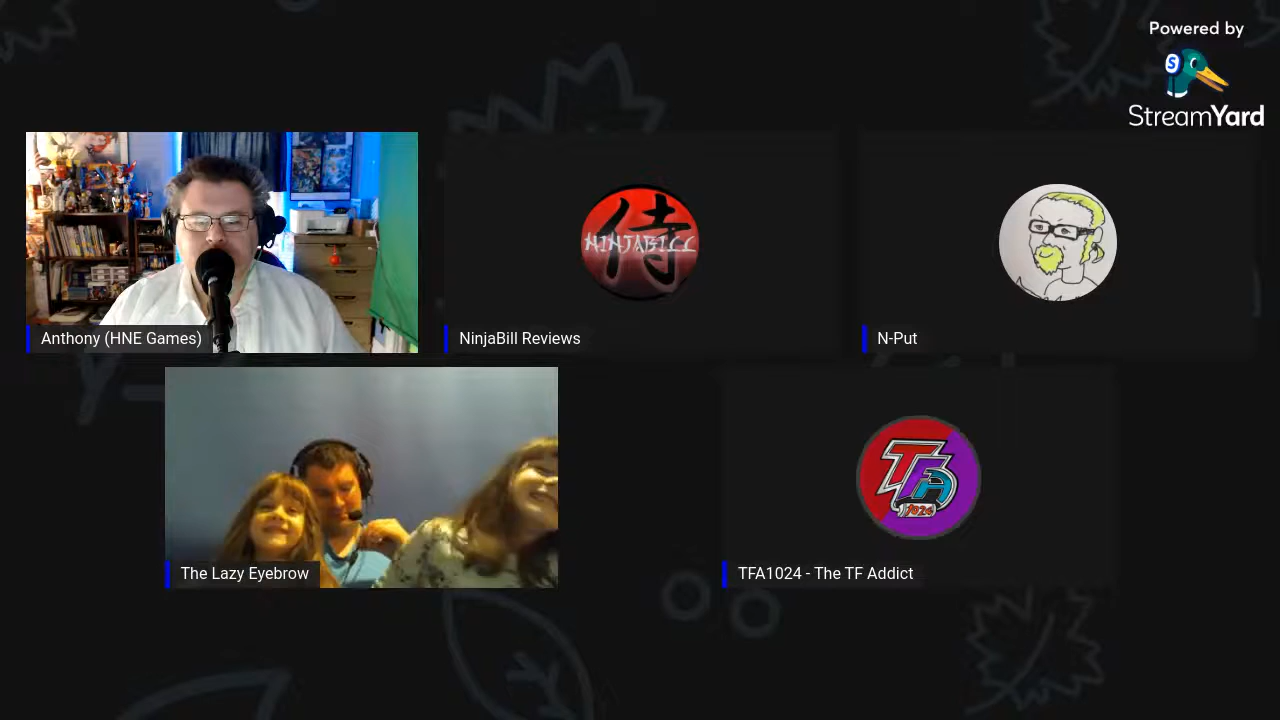 Powered by
S
StreamYard
侍
NINJABILL
Anthony (HNE Games)
NinjaBill Reviews
N-Put
TFA
1024
The Lazy Eyebrow
TFA1024 - The TF Addict